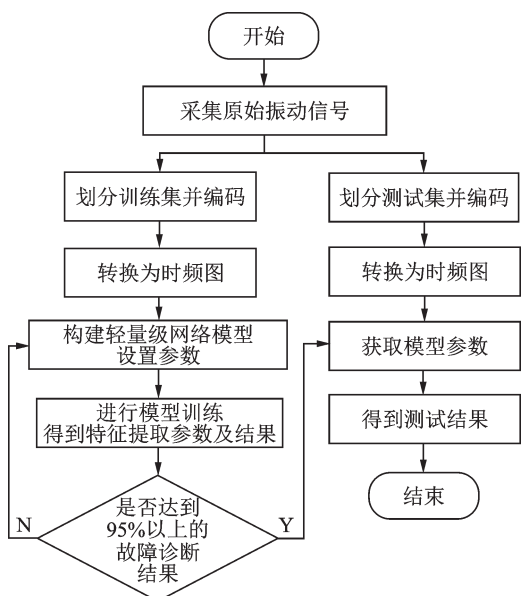 开始
采集原始振动信号
划分训练集并编码
划分测试集并编码
转换为时频图
转换为时频图
构建轻量级网络模型
设置参数
获取模型参数
进行模型训练
得到特征提取参数及结果
得到测试结果
是否达到
95%以上的
故障诊断
结果
N
Y
结束